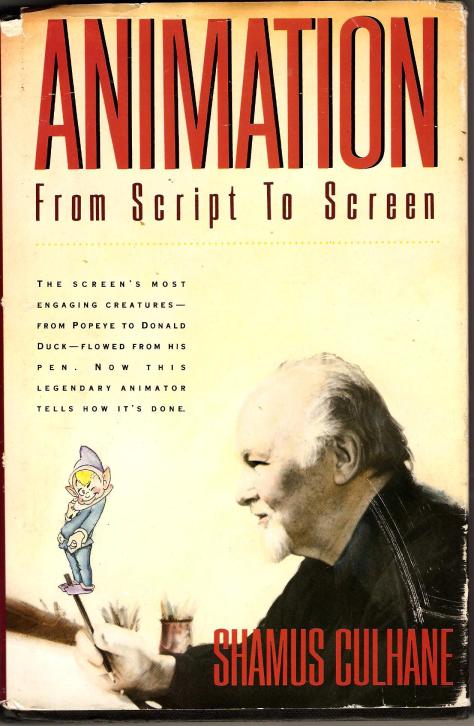 ANIMATION
From Script To Screen
THE SCREEN'S MOST
ENGAGING CREATURES—
FROM POPEYE TO DONALD
DUCK—FLOWED FROM HIS
PEN. NOW THIS
LEGENDARY ANIMATOR
TELLS HOW IT'S DONE.
SHAMUS CULHANE